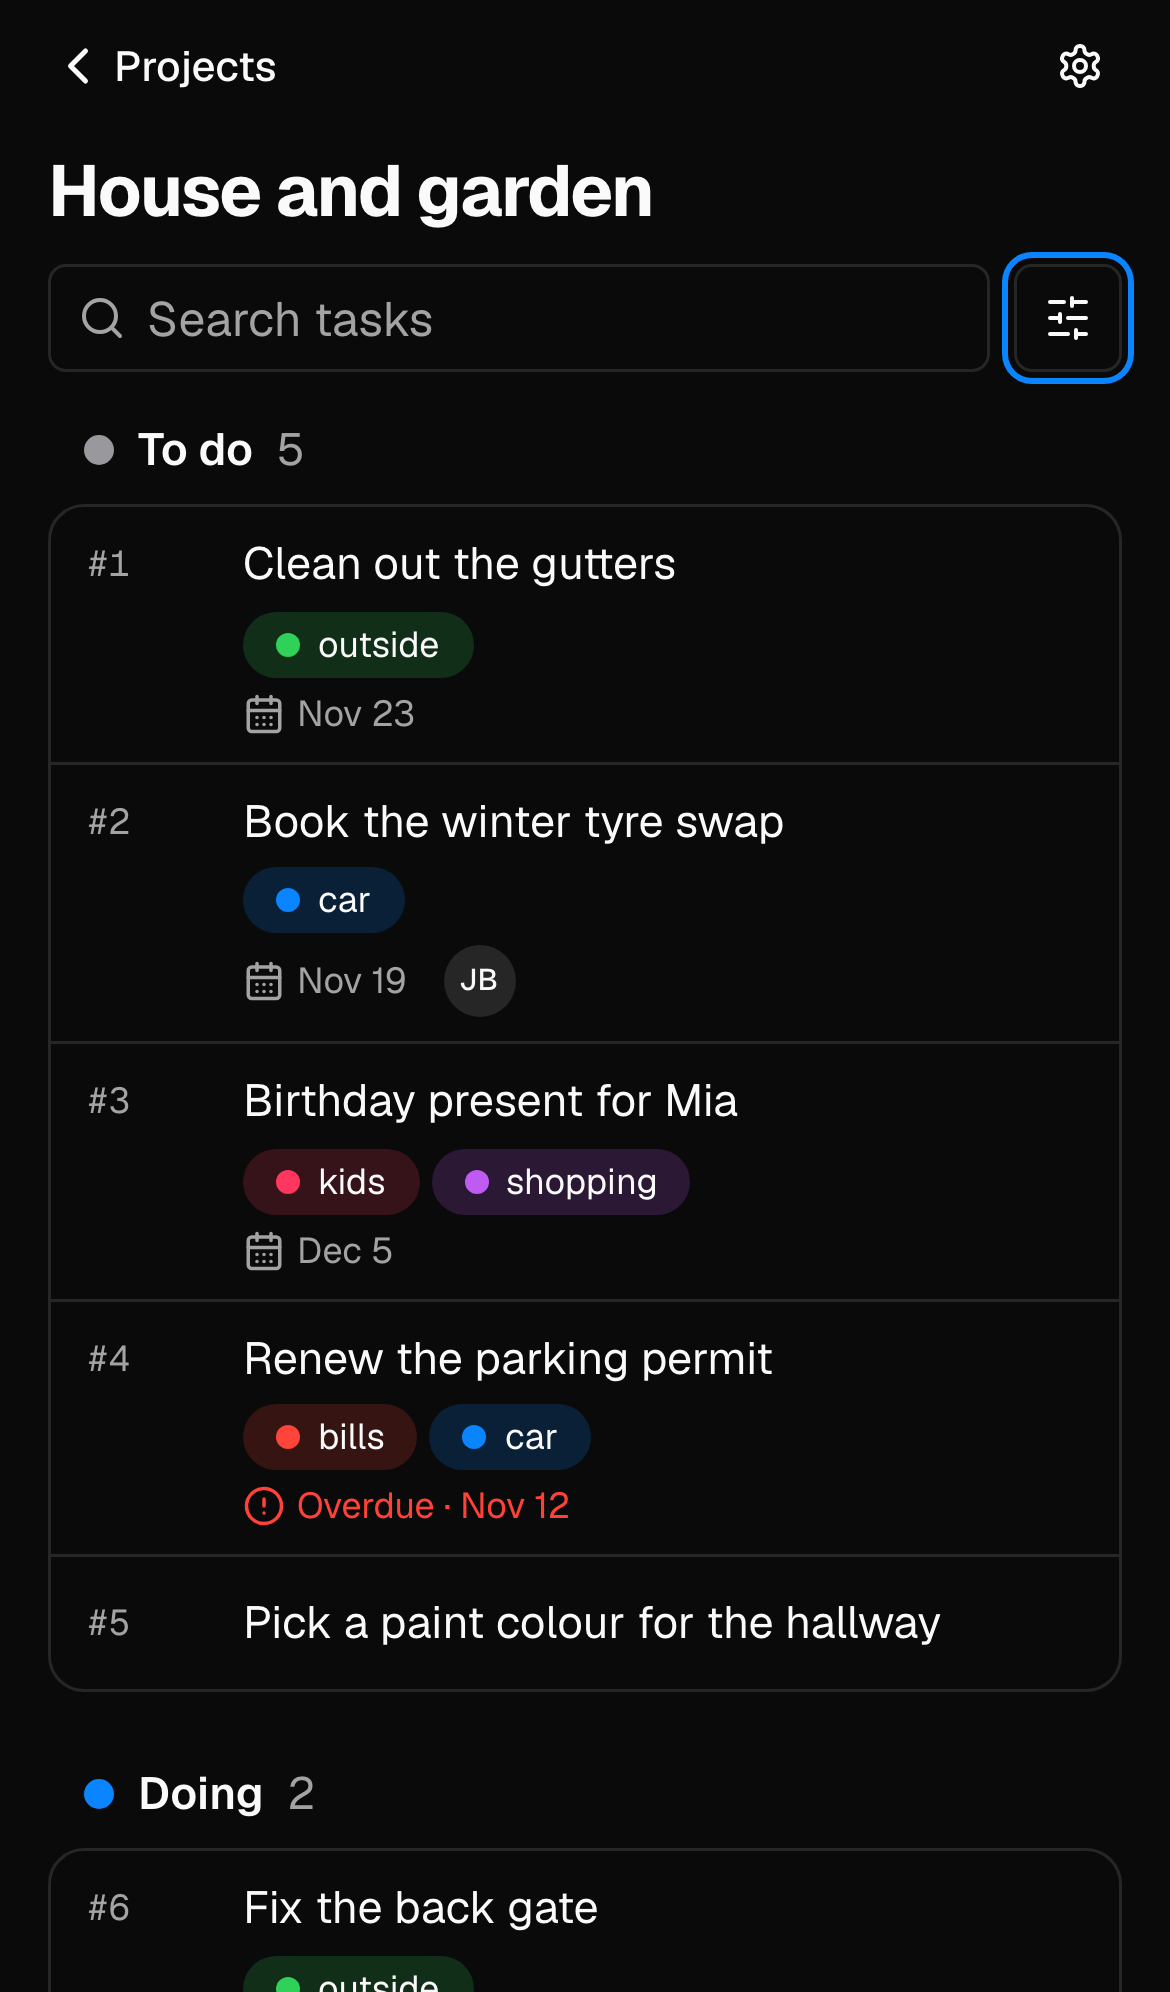 Projects
House and garden
Search tasks
To do 5
#1 Clean out the gutters
outside
Nov 23
#2 Book the winter tyre swap
car
Nov 19 JB
#3 Birthday present for Mia
kids shopping
Dec 5
#4 Renew the parking permit
bills car
Overdue · Nov 12
#5 Pick a paint colour for the hallway
Doing 2
#6 Fix the back gate
outside